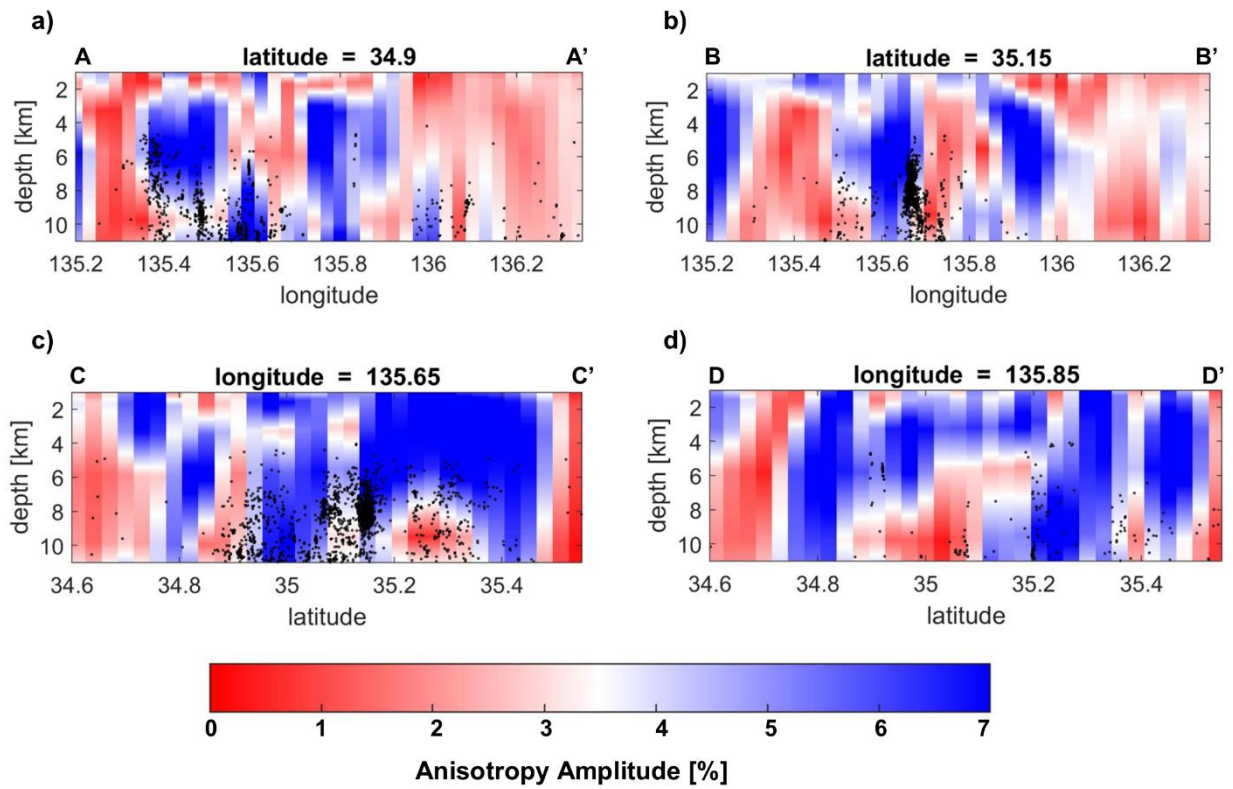 a)
A latitude = 34.9 A’
2
4
6
8
10
depth [km]
135.2 135.4 135.6 135.8 136 136.2
longitude
b)
B latitude = 35.15 B’
2
4
6
8
10
depth [km]
135.2 135.4 135.6 135.8 136 136.2
longitude
c)
C longitude = 135.65 C’
2
4
6
8
10
depth [km]
34.6 34.8 35 35.2 35.4
latitude
d)
D longitude = 135.85 D’
2
4
6
8
10
depth [km]
34.6 34.8 35 35.2 35.4
latitude
0 1 2 3 4 5 6 7
Anisotropy Amplitude [%]